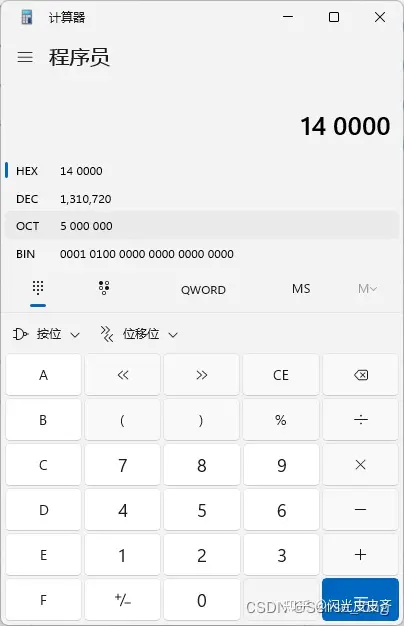 计算器
程序员
14 0000
HEX 14 0000
DEC 1,310,720
OCT 5 000 000
BIN 0001 0100 0000 0000 0000 0000
QWORD MS M
按位 位移位
A << >> CE
B ( ) % ÷
C 7 8 9 ×
D 4 5 6 −
E 1 2 3 +
F +/− 0
知乎 @闪光皮皮齐